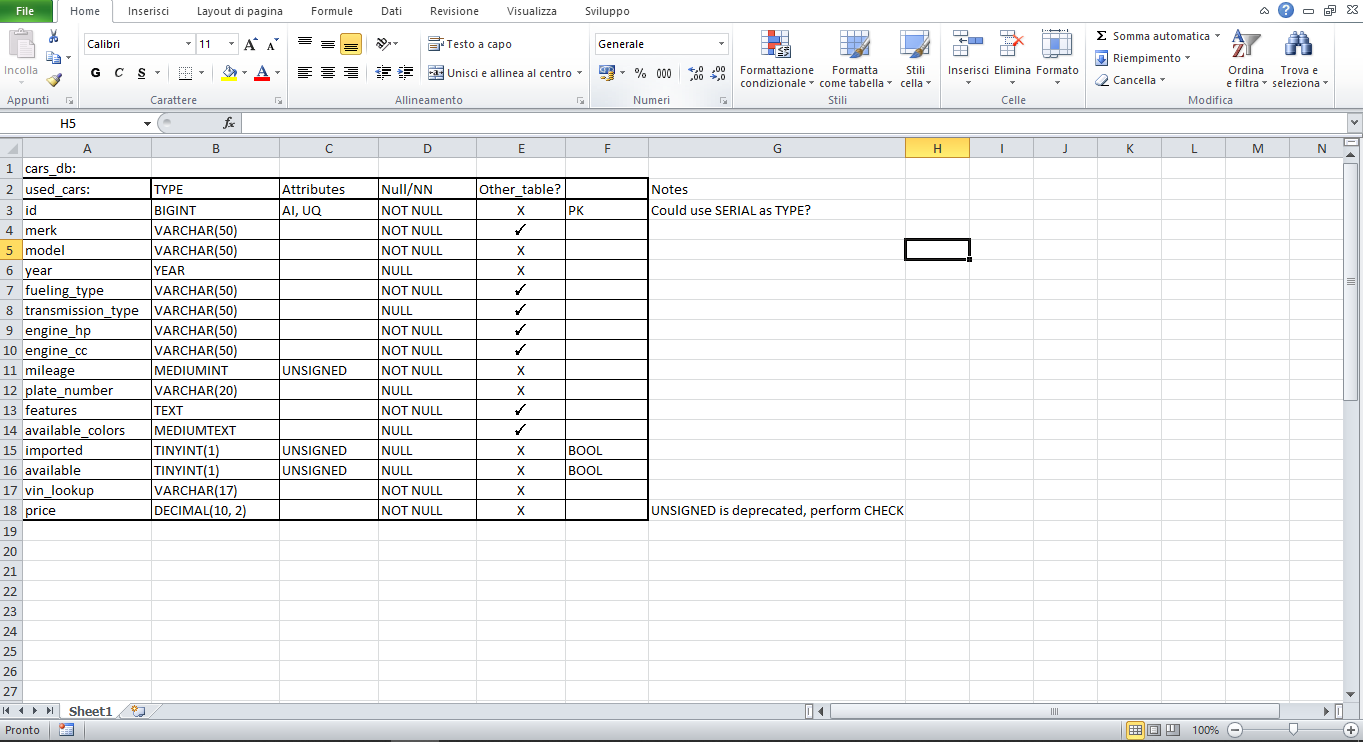 File Home Inserisci Layout di pagina Formule Dati Revisione Visualizza Sviluppo
Calibri 11 Testo a capo Generale Σ Somma automatica
Incolla G C S Unisci e allinea al centro % 000 Formattazione condizionale Formatta come tabella Stili cella Inserisci Elimina Formato Riempimento Ordina e filtra Trova e seleziona
Cancella
Appunti Carattere Allineamento Numeri Stili Celle Modifica
H5 fx
A B C D E F G H I J K L M N
1 cars_db:
2 used_cars: TYPE Attributes Null/NN Other_table? Notes
3 id BIGINT AI, UQ NOT NULL X PK Could use SERIAL as TYPE?
4 merk VARCHAR(50) NOT NULL ✓
5 model VARCHAR(50) NOT NULL X
6 year YEAR NULL X
7 fueling_type VARCHAR(50) NOT NULL ✓
8 transmission_type VARCHAR(50) NULL ✓
9 engine_hp VARCHAR(50) NOT NULL ✓
10 engine_cc VARCHAR(50) NOT NULL ✓
11 mileage MEDIUMINT UNSIGNED NOT NULL X
12 plate_number VARCHAR(20) NULL X
13 features TEXT NOT NULL ✓
14 available_colors MEDIUMTEXT NULL ✓
15 imported TINYINT(1) UNSIGNED NULL X BOOL
16 available TINYINT(1) UNSIGNED NULL X BOOL
17 vin_lookup VARCHAR(17) NOT NULL X
18 price DECIMAL(10, 2) NOT NULL X UNSIGNED is deprecated, perform CHECK
19
20
21
22
23
24
25
26
27
Sheet1
Pronto 100%